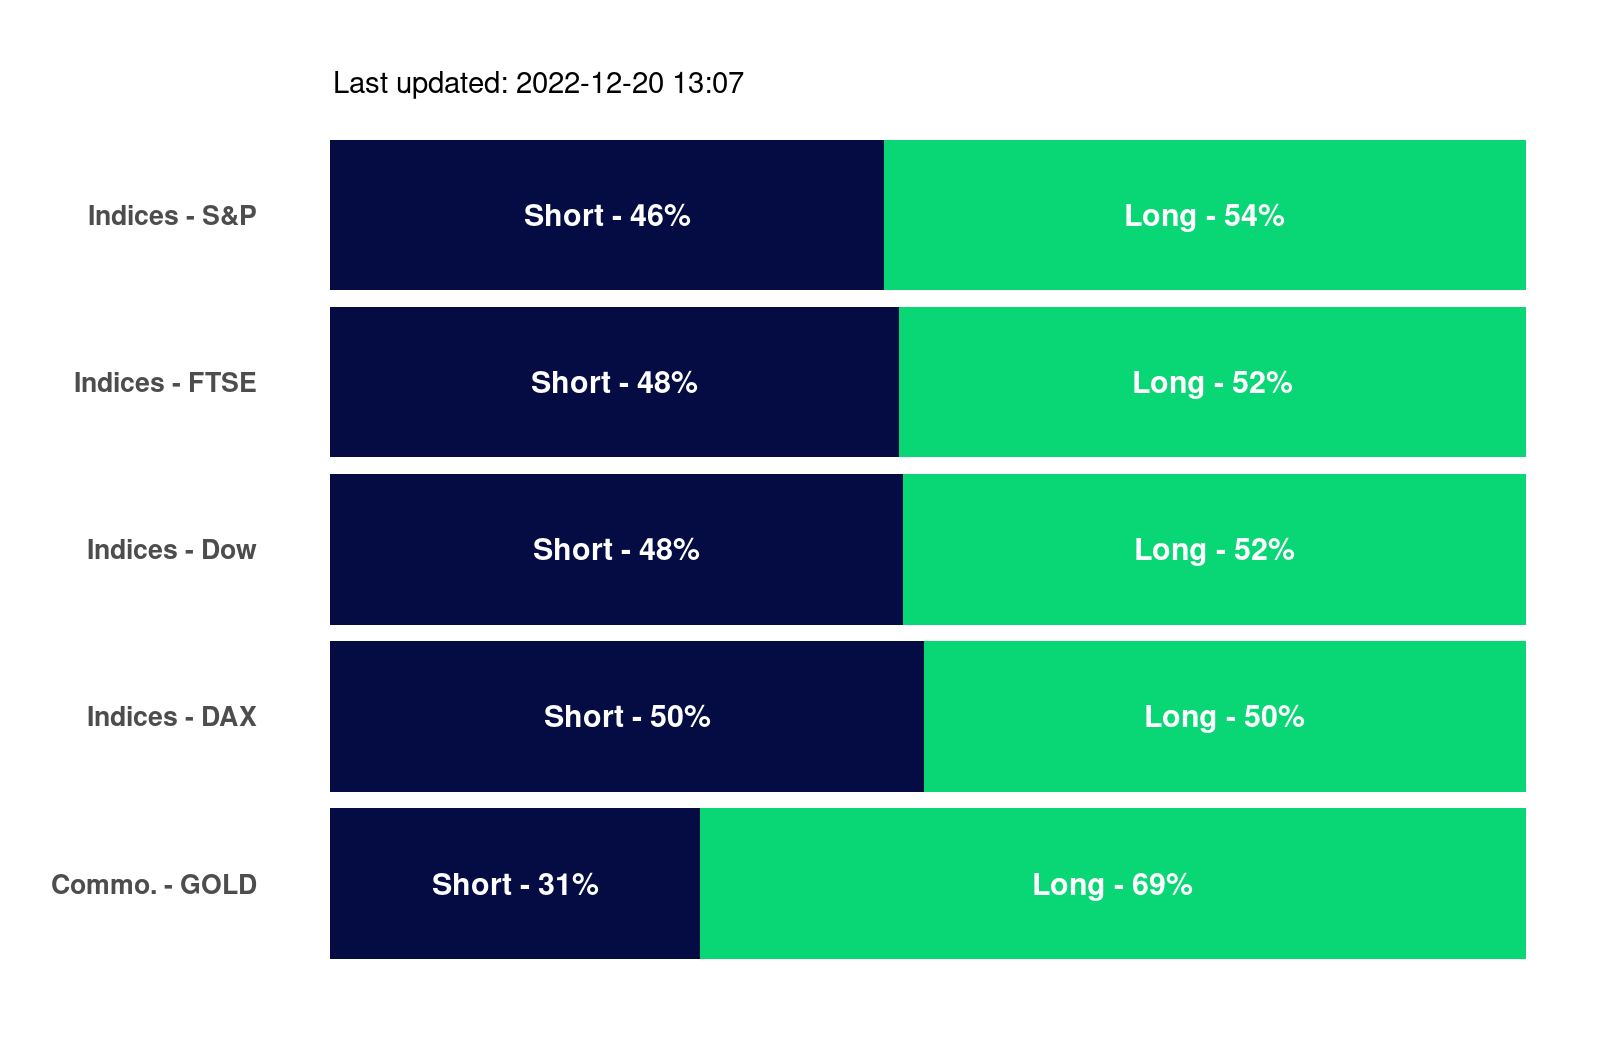 Last updated: 2022-12-20 13:07
Indices - S&P Short - 46% Long - 54%
Indices - FTSE Short - 48% Long - 52%
Indices - Dow Short - 48% Long - 52%
Indices - DAX Short - 50% Long - 50%
Commo. - GOLD Short - 31% Long - 69%